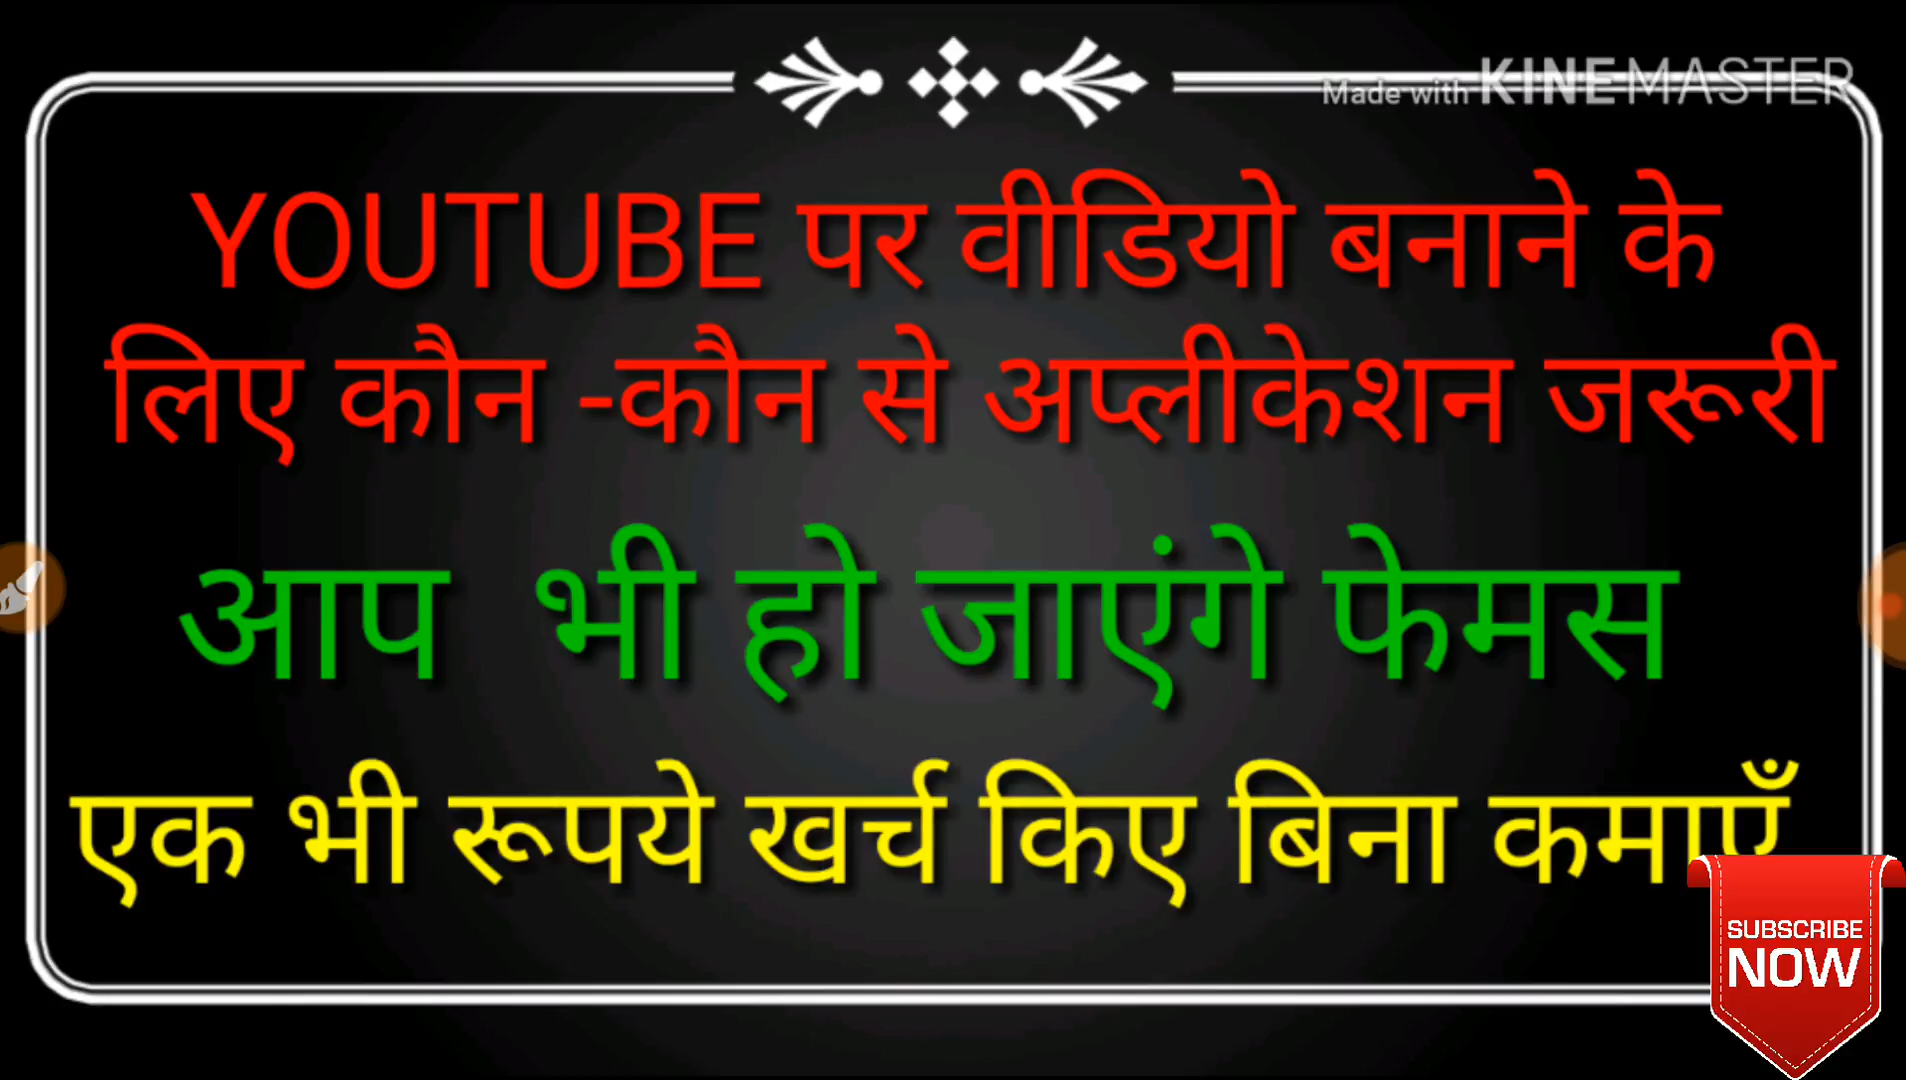 Made with KINEMASTER
YOUTUBE पर वीडियो बनाने के
लिए कौन -कौन से अप्लीकेशन जरूरी
आप भी हो जाएंगे फेमस
एक भी रूपये खर्च किए बिना कमाएँ
SUBSCRIBE
NOW